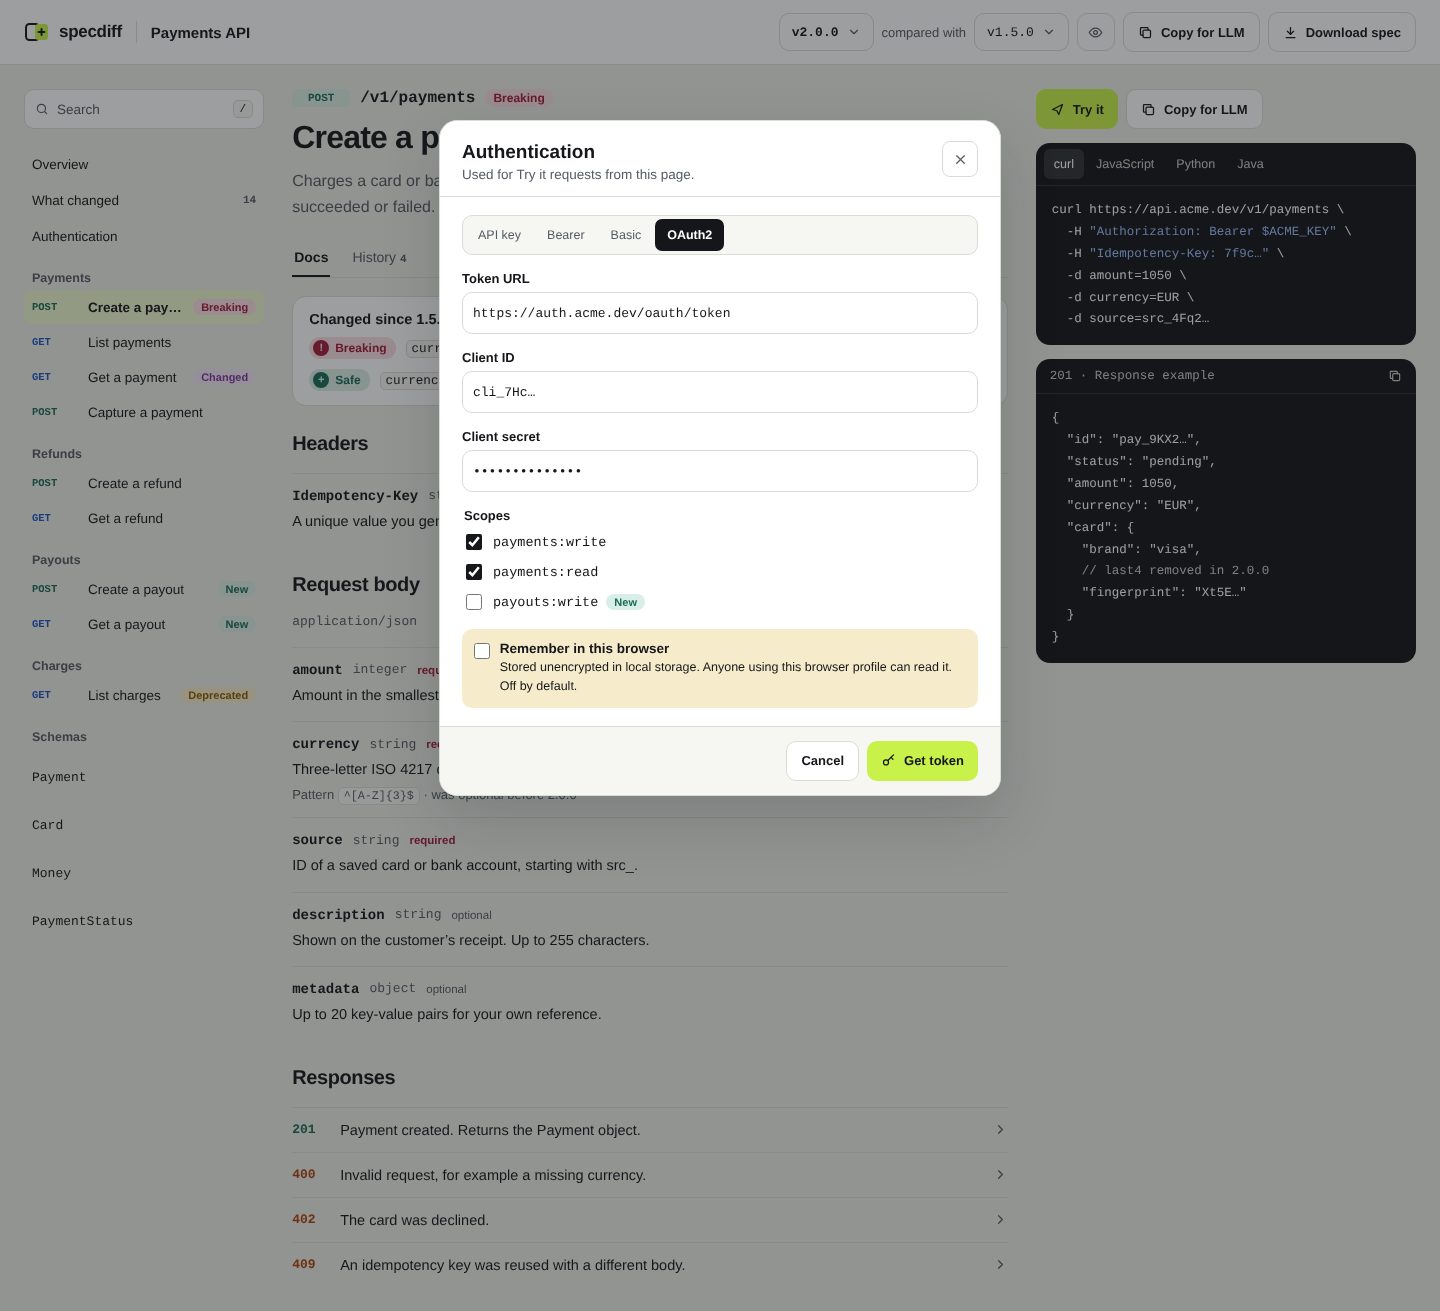 specdiff
Payments API
v2.0.0
compared with
v1.5.0
Copy for LLM
Download spec
Search
/
Overview
What changed 14
Authentication
Payments
POST Create a pay… Breaking
GET List payments
GET Get a payment Changed
POST Capture a payment
Refunds
POST Create a refund
GET Get a refund
Payouts
POST Create a payout New
GET Get a payout New
Charges
GET List charges Deprecated
Schemas
Payment
Card
Money
PaymentStatus
POST /v1/payments Breaking
Create a p
Charges a card or ba
succeeded or failed.
Docs History 4
Changed since 1.5.
! Breaking curr
+ Safe currenc
Headers
Idempotency-Key st
A unique value you ger
Request body
application/json
amount integer requ
Amount in the smallest
currency string re
Three-letter ISO 4217 c
Pattern ^[A-Z]{3}$ · was optional before 2.0.0
source string required
ID of a saved card or bank account, starting with src_.
description string optional
Shown on the customer’s receipt. Up to 255 characters.
metadata object optional
Up to 20 key-value pairs for your own reference.
Responses
201 Payment created. Returns the Payment object.
400 Invalid request, for example a missing currency.
402 The card was declined.
409 An idempotency key was reused with a different body.
Authentication
Used for Try it requests from this page.
API key Bearer Basic OAuth2
Token URL
https://auth.acme.dev/oauth/token
Client ID
cli_7Hc…
Client secret
••••••••••••••
Scopes
payments:write
payments:read
payouts:write New
Remember in this browser
Stored unencrypted in local storage. Anyone using this browser profile can read it.
Off by default.
Cancel
Get token
Try it
Copy for LLM
curl JavaScript Python Java
curl https://api.acme.dev/v1/payments \
-H "Authorization: Bearer $ACME_KEY" \
-H "Idempotency-Key: 7f9c…" \
-d amount=1050 \
-d currency=EUR \
-d source=src_4Fq2…
201 · Response example
{
"id": "pay_9KX2…",
"status": "pending",
"amount": 1050,
"currency": "EUR",
"card": {
"brand": "visa",
// last4 removed in 2.0.0
"fingerprint": "Xt5E…"
}
}